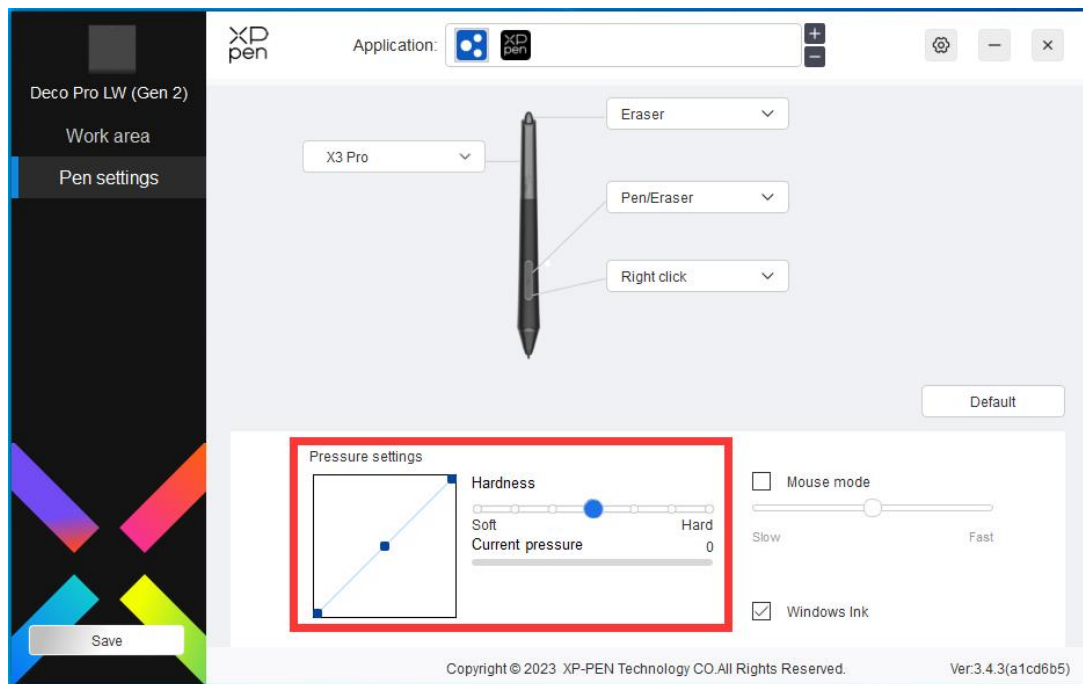 XP
pen
Application:
XP
pen
Deco Pro LW (Gen 2)
Work area
Pen settings
Eraser
X3 Pro
Pen/Eraser
Right click
Default
Pressure settings
Hardness
Soft Hard
Current pressure 0
Mouse mode
Slow Fast
Windows Ink
Save
Copyright © 2023 XP-PEN Technology CO.All Rights Reserved.
Ver:3.4.3(a1cd6b5)